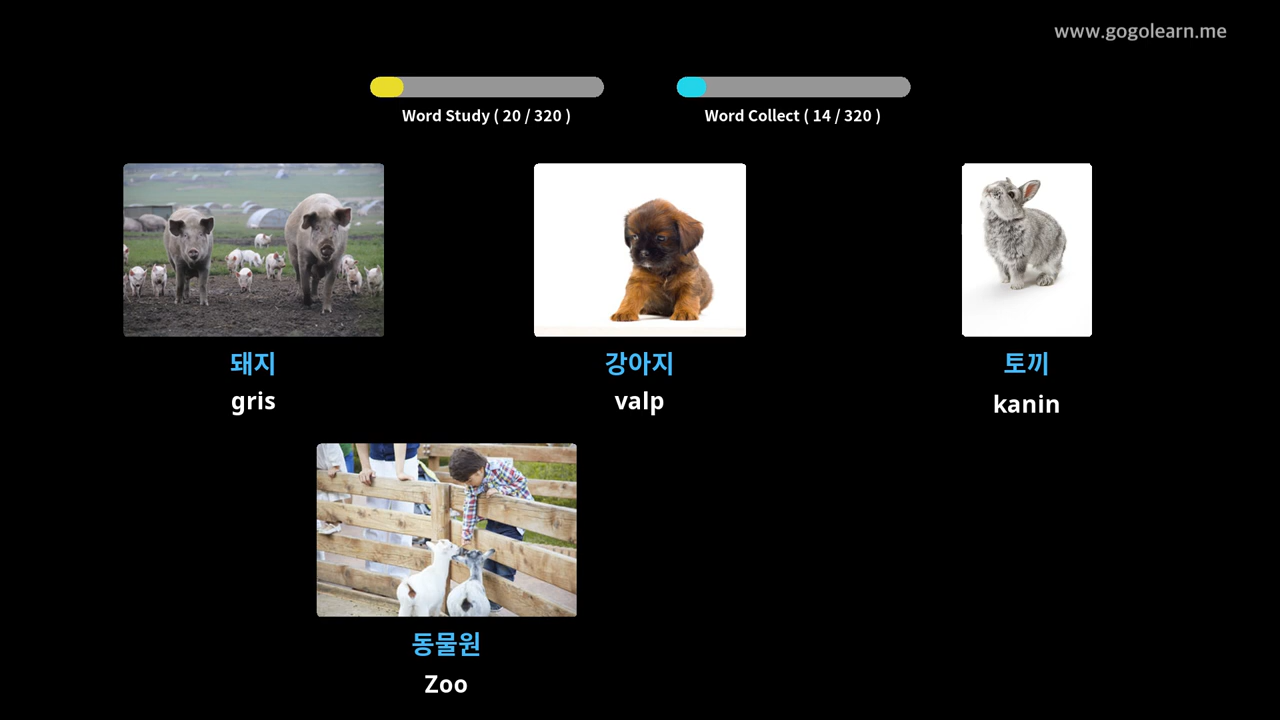 www.gogolearn.me
Word Study ( 20 / 320 )
Word Collect ( 14 / 320 )
돼지
gris
강아지
valp
토끼
kanin
동물원
Zoo